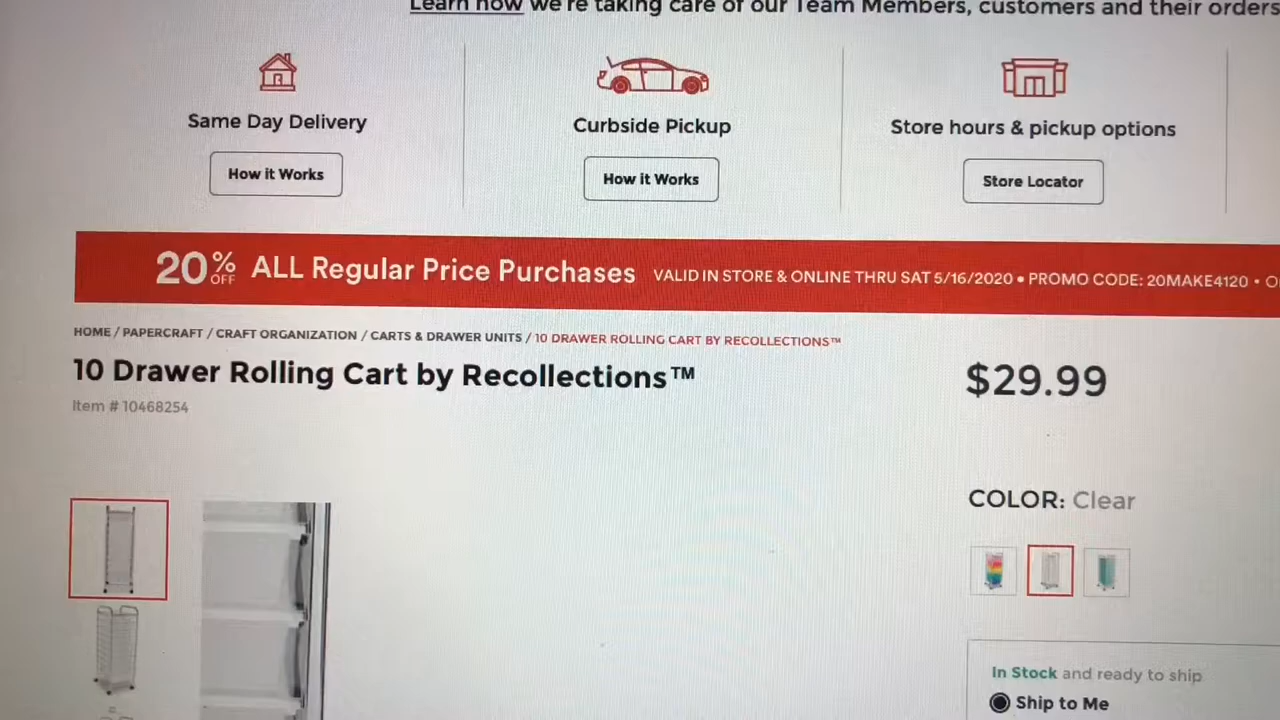 Learn how we're taking care of our Team Members, customers and their orders
Same Day Delivery
Curbside Pickup
Store hours & pickup options
How it Works
How it Works
Store Locator
20% OFF ALL Regular Price Purchases VALID IN STORE & ONLINE THRU SAT 5/16/2020 • PROMO CODE: 20MAKE4120 •
HOME / PAPERCRAFT / CRAFT ORGANIZATION / CARTS & DRAWER UNITS / 10 DRAWER ROLLING CART BY RECOLLECTIONS™
10 Drawer Rolling Cart by Recollections™
$29.99
Item # 10468254
COLOR: Clear
In Stock and ready to ship
Ship to Me